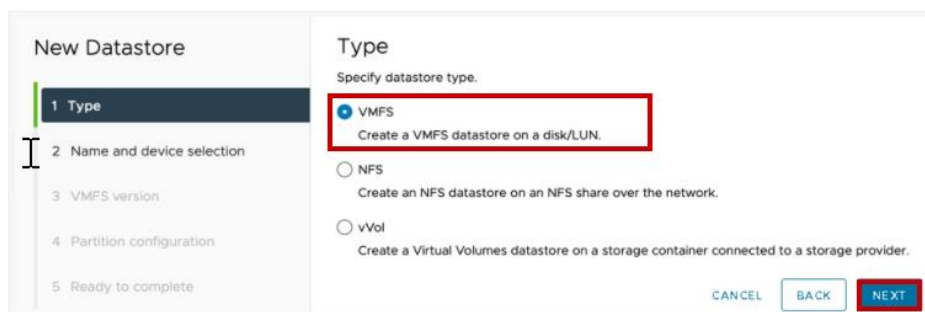 New Datastore
1 Type
2 Name and device selection
3 VMFS version
4 Partition configuration
5 Ready to complete
Type
Specify datastore type.
VMFS
Create a VMFS datastore on a disk/LUN.
NFS
Create an NFS datastore on an NFS share over the network.
vVol
Create a Virtual Volumes datastore on a storage container connected to a storage provider.
CANCEL BACK NEXT